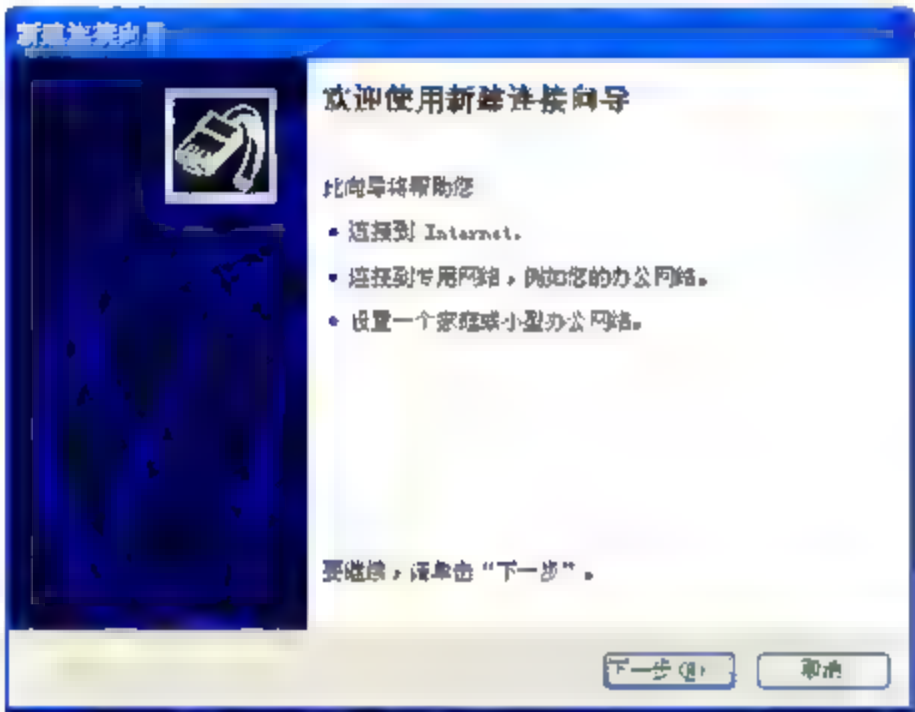 新建连接向导
欢迎使用新建连接向导
此向导将帮助您
• 连接到 Internet。
• 连接到专用网络，例如您的办公网络。
• 设置一个家庭或小型办公网络。
要继续，请单击“下一步”。
下一步(N)
取消